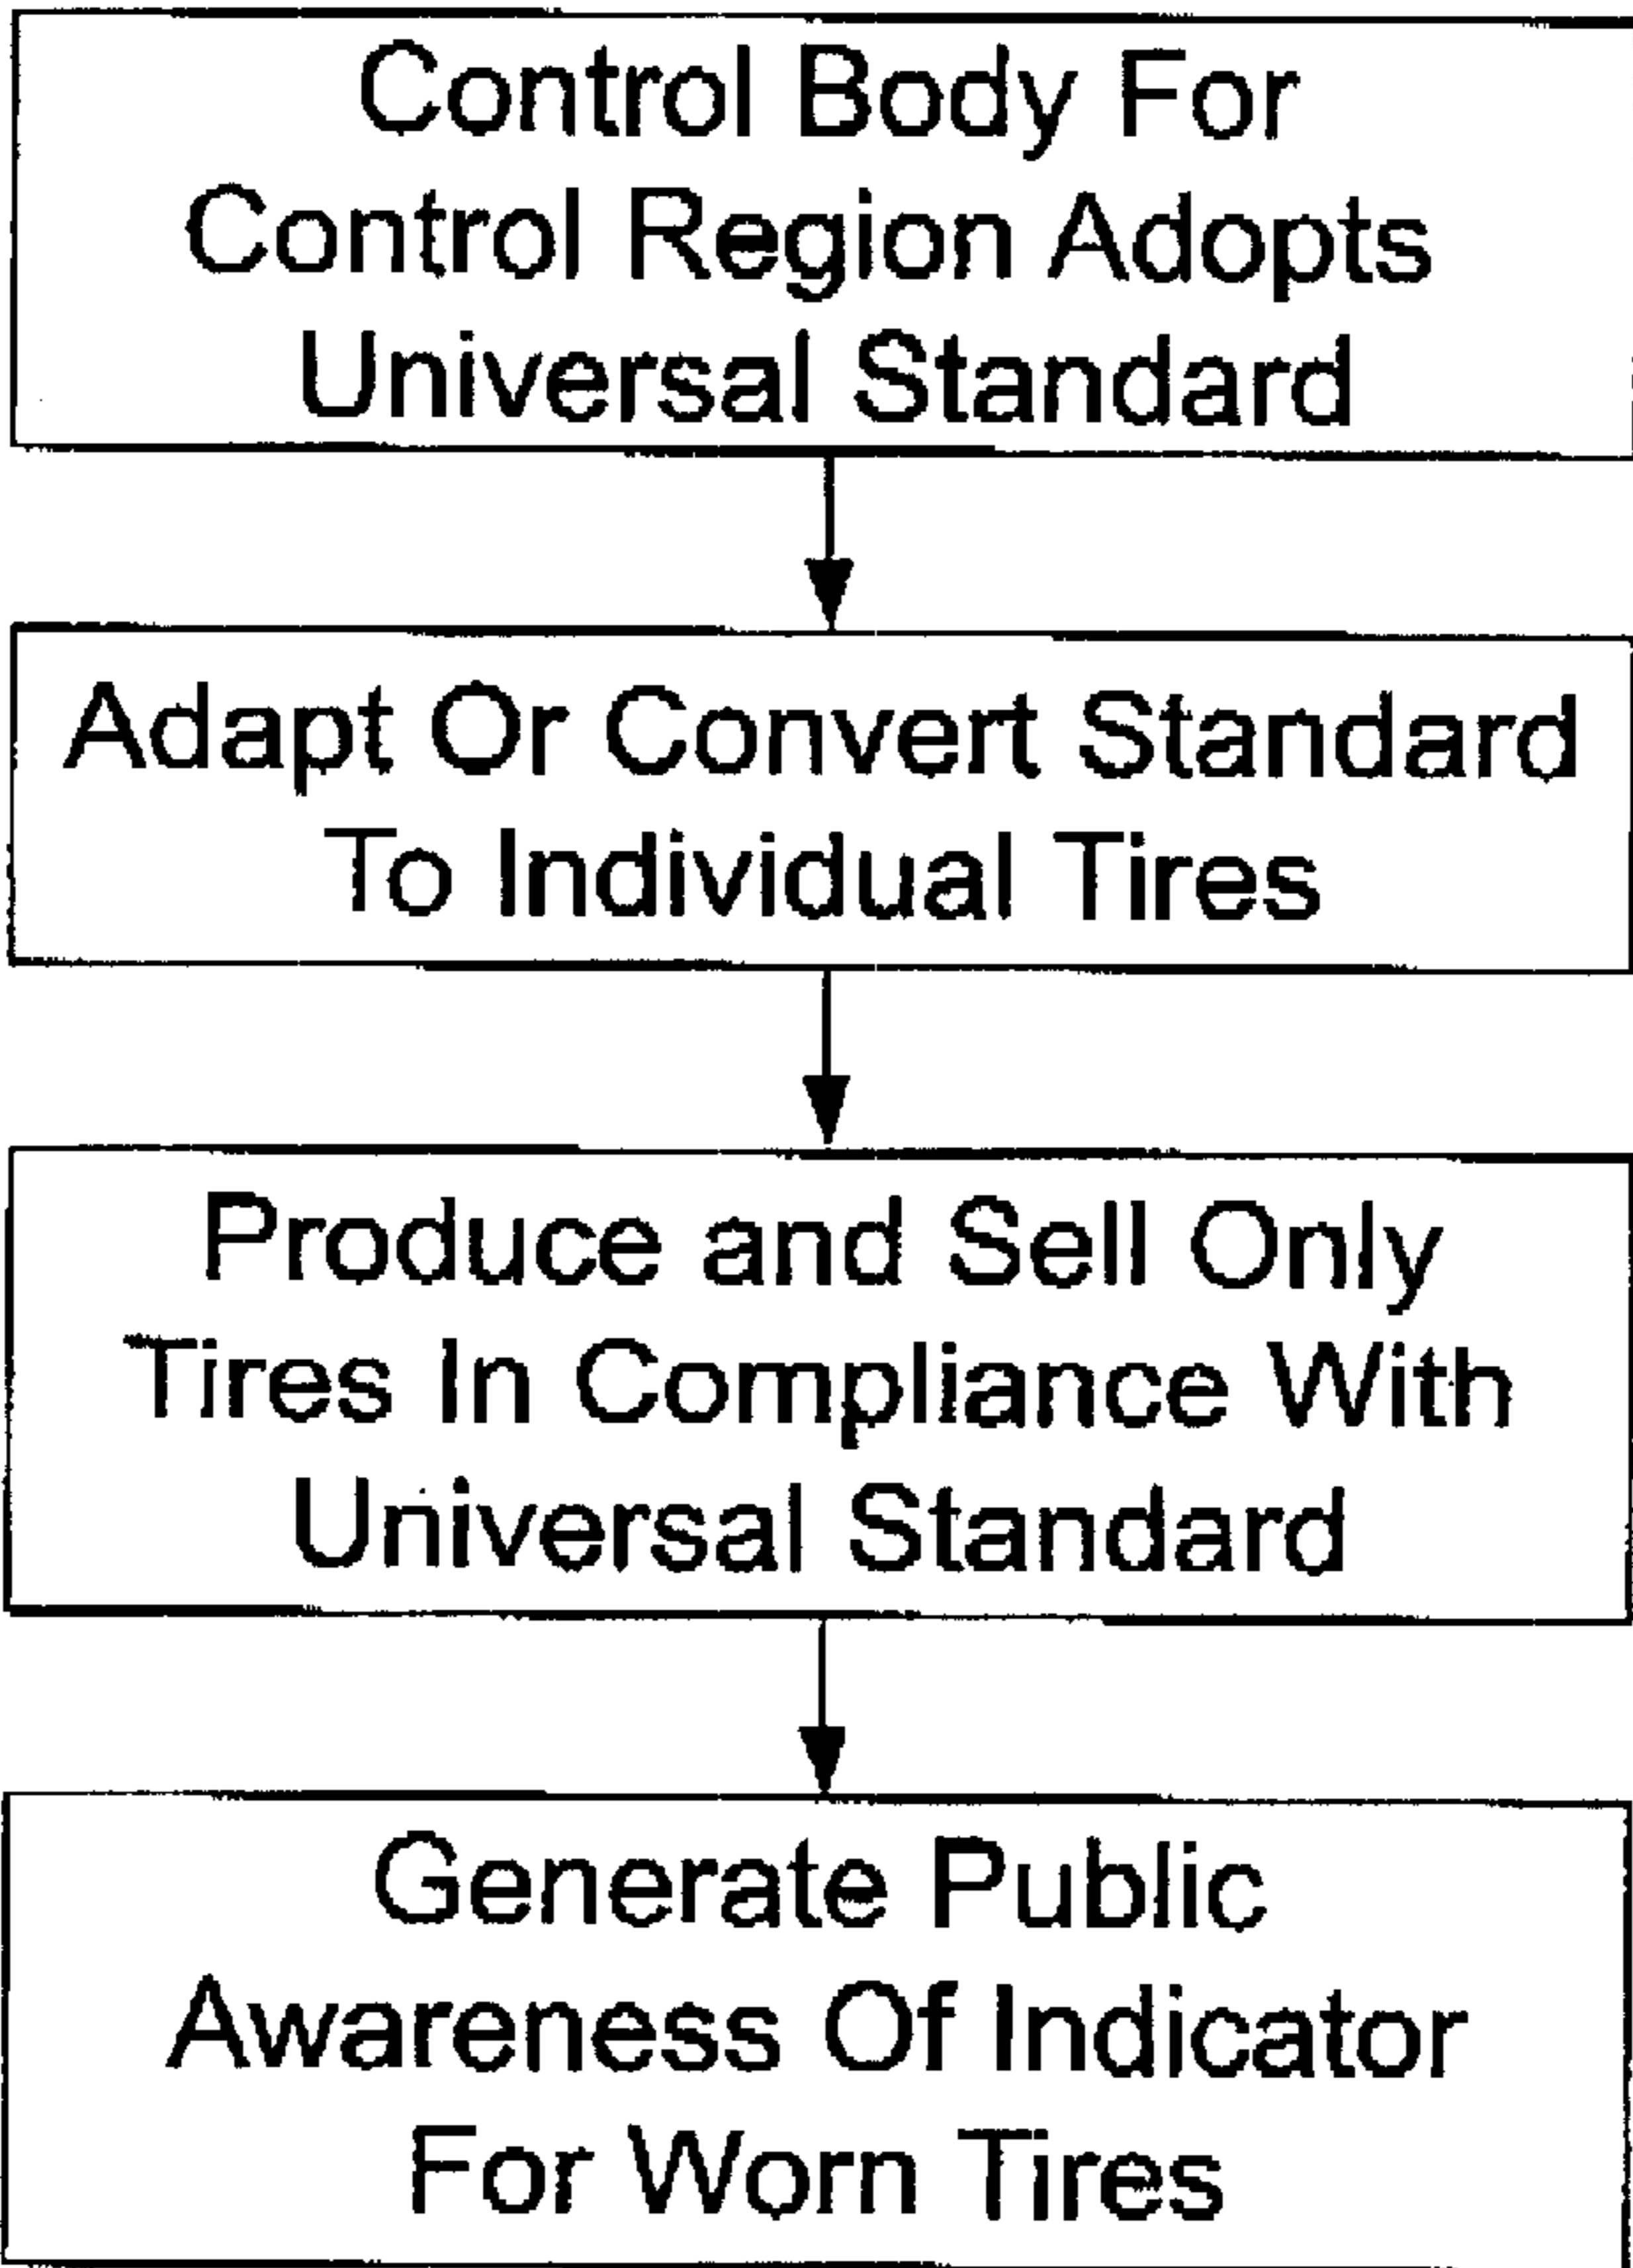 Control Body For
Control Region Adopts
Universal Standard
Adapt Or Convert Standard
To Individual Tires
Produce and Sell Only
Tires In Compliance With
Universal Standard
Generate Public
Awareness Of Indicator
For Worn Tires